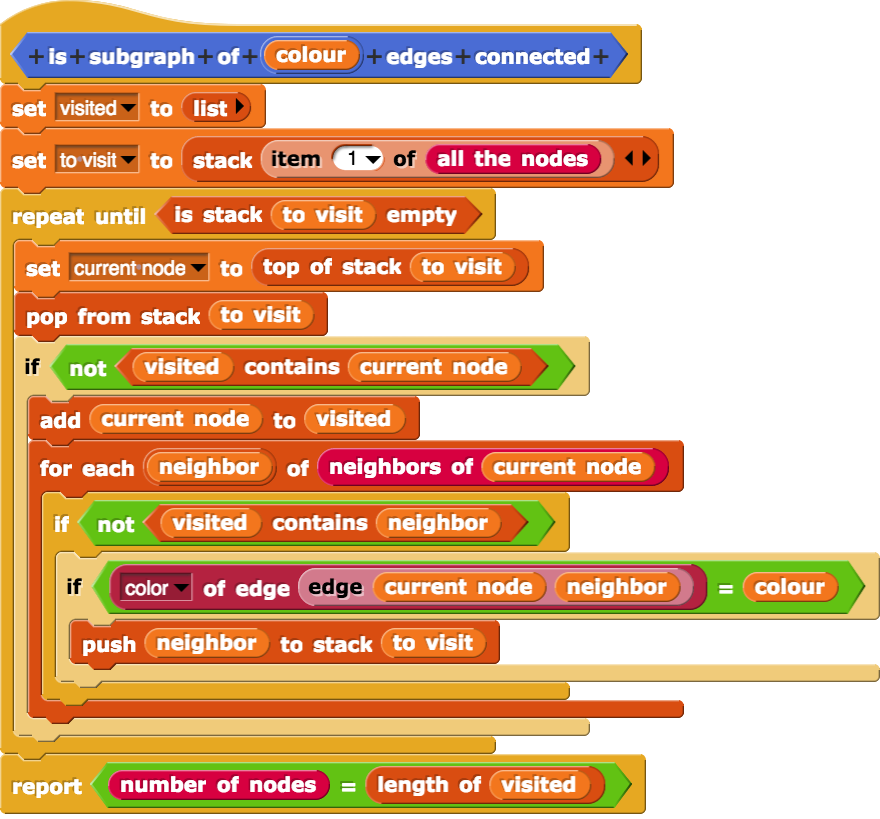 + is + subgraph + of + colour + edges + connected +
set visited to list
set to visit to stack item 1 of all the nodes
repeat until is stack to visit empty
set current node to top of stack to visit
pop from stack to visit
if not visited contains current node
add current node to visited
for each neighbor of neighbors of current node
if not visited contains neighbor
if color of edge edge current node neighbor = colour
push neighbor to stack to visit
report number of nodes = length of visited